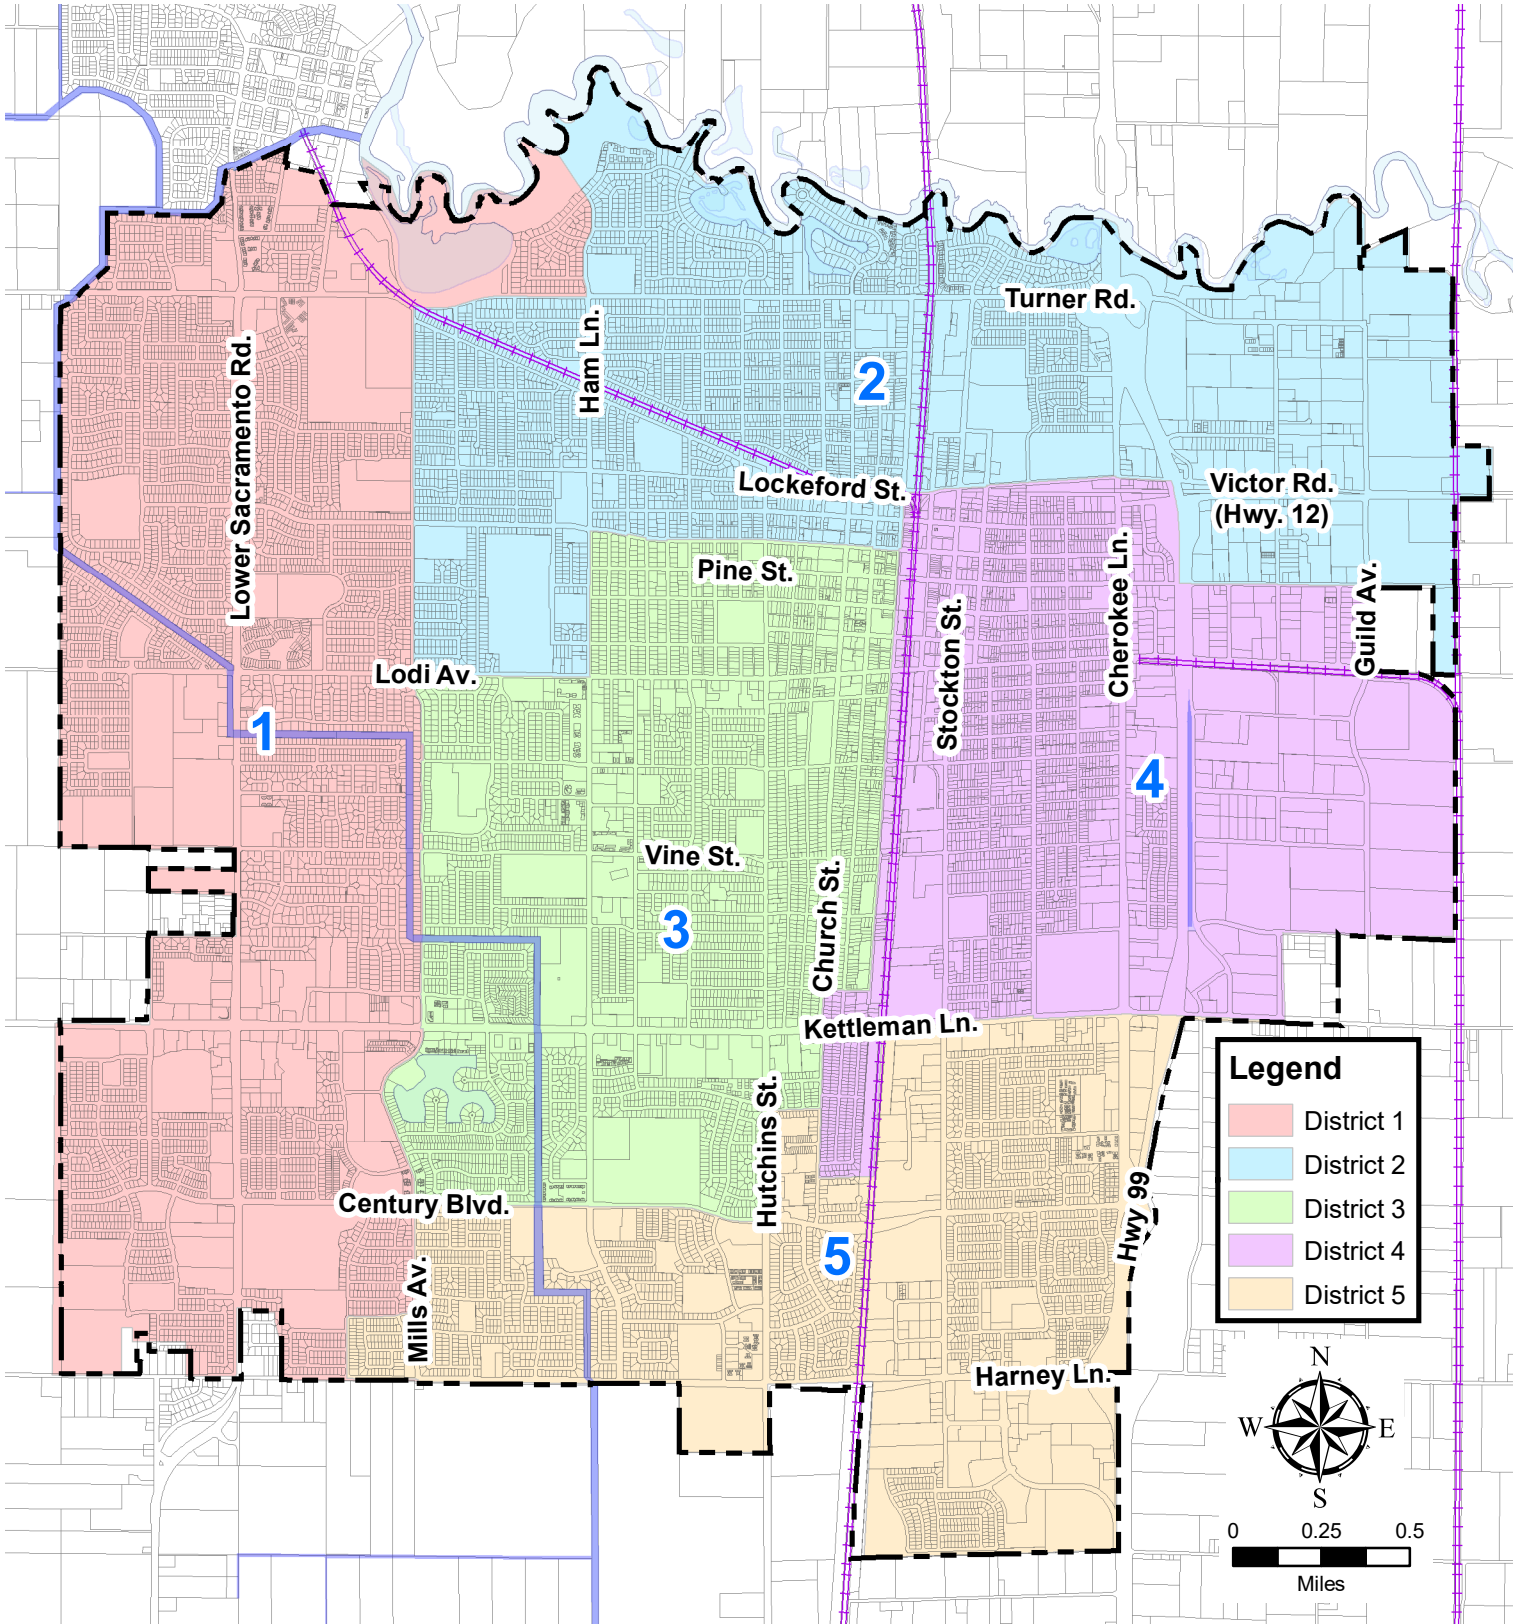 Turner Rd.
Ham Ln.
2
Lower Sacramento Rd.
Lockeford St.
Victor Rd.
(Hwy. 12)
Pine St.
Cherokee Ln.
Guild Av.
Stockton St.
Lodi Av.
1
4
Vine St.
Church St.
3
Kettleman Ln.
Hutchins St.
Century Blvd.
Hwy 99
5
Mills Av.
Harney Ln.
Legend
District 1
District 2
District 3
District 4
District 5
N
W
E
S
0 0.25 0.5
Miles